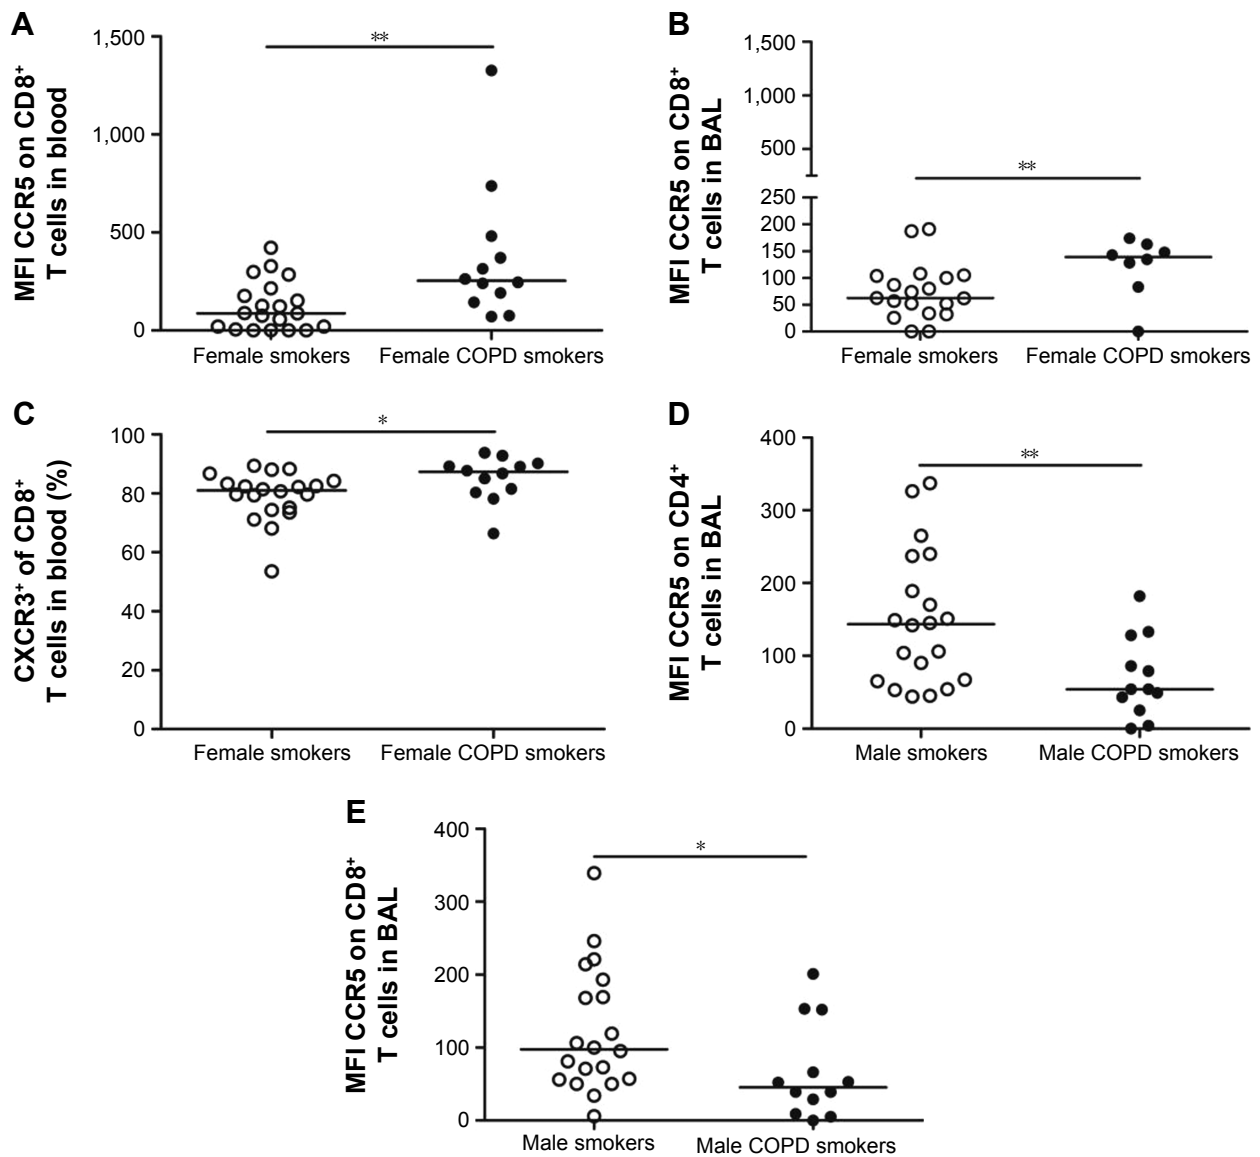 A
MFI CCR5 on CD8⁺
T cells in blood
1,500
1,000
500
0
**
Female smokers
Female COPD smokers
B
MFI CCR5 on CD8⁺
T cells in BAL
1,500
1,000
500
250
200
150
100
50
0
**
Female smokers
Female COPD smokers
C
CXCR3⁺ of CD8⁺
T cells in blood (%)
100
80
60
40
20
0
*
Female smokers
Female COPD smokers
D
MFI CCR5 on CD4⁺
T cells in BAL
400
300
200
100
0
**
Male smokers
Male COPD smokers
E
MFI CCR5 on CD8⁺
T cells in BAL
400
300
200
100
0
*
Male smokers
Male COPD smokers